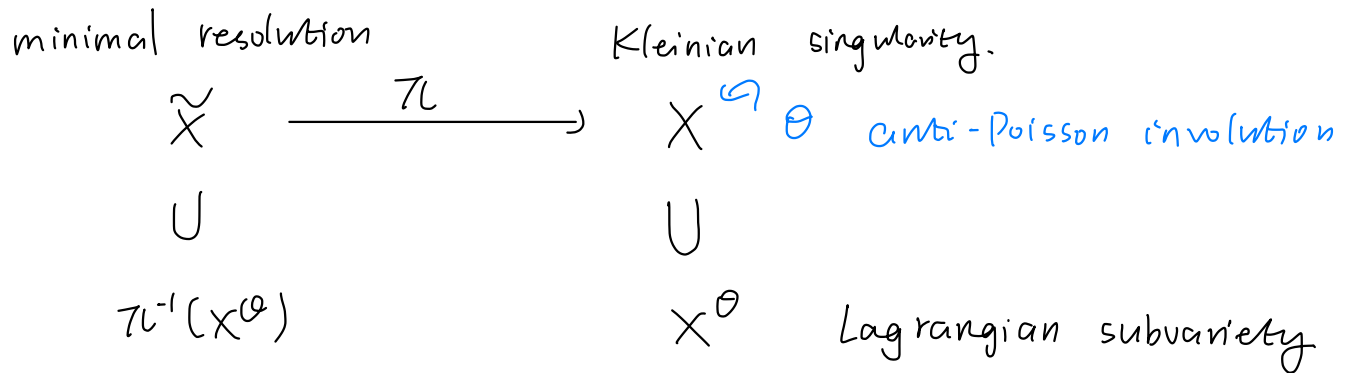 minimal resolution Kleinian singularity.
X̃ π⟶ X ↶ θ anti-Poisson involution
∪ ∪
π⁻¹(X^θ) X^θ Lagrangian subvariety